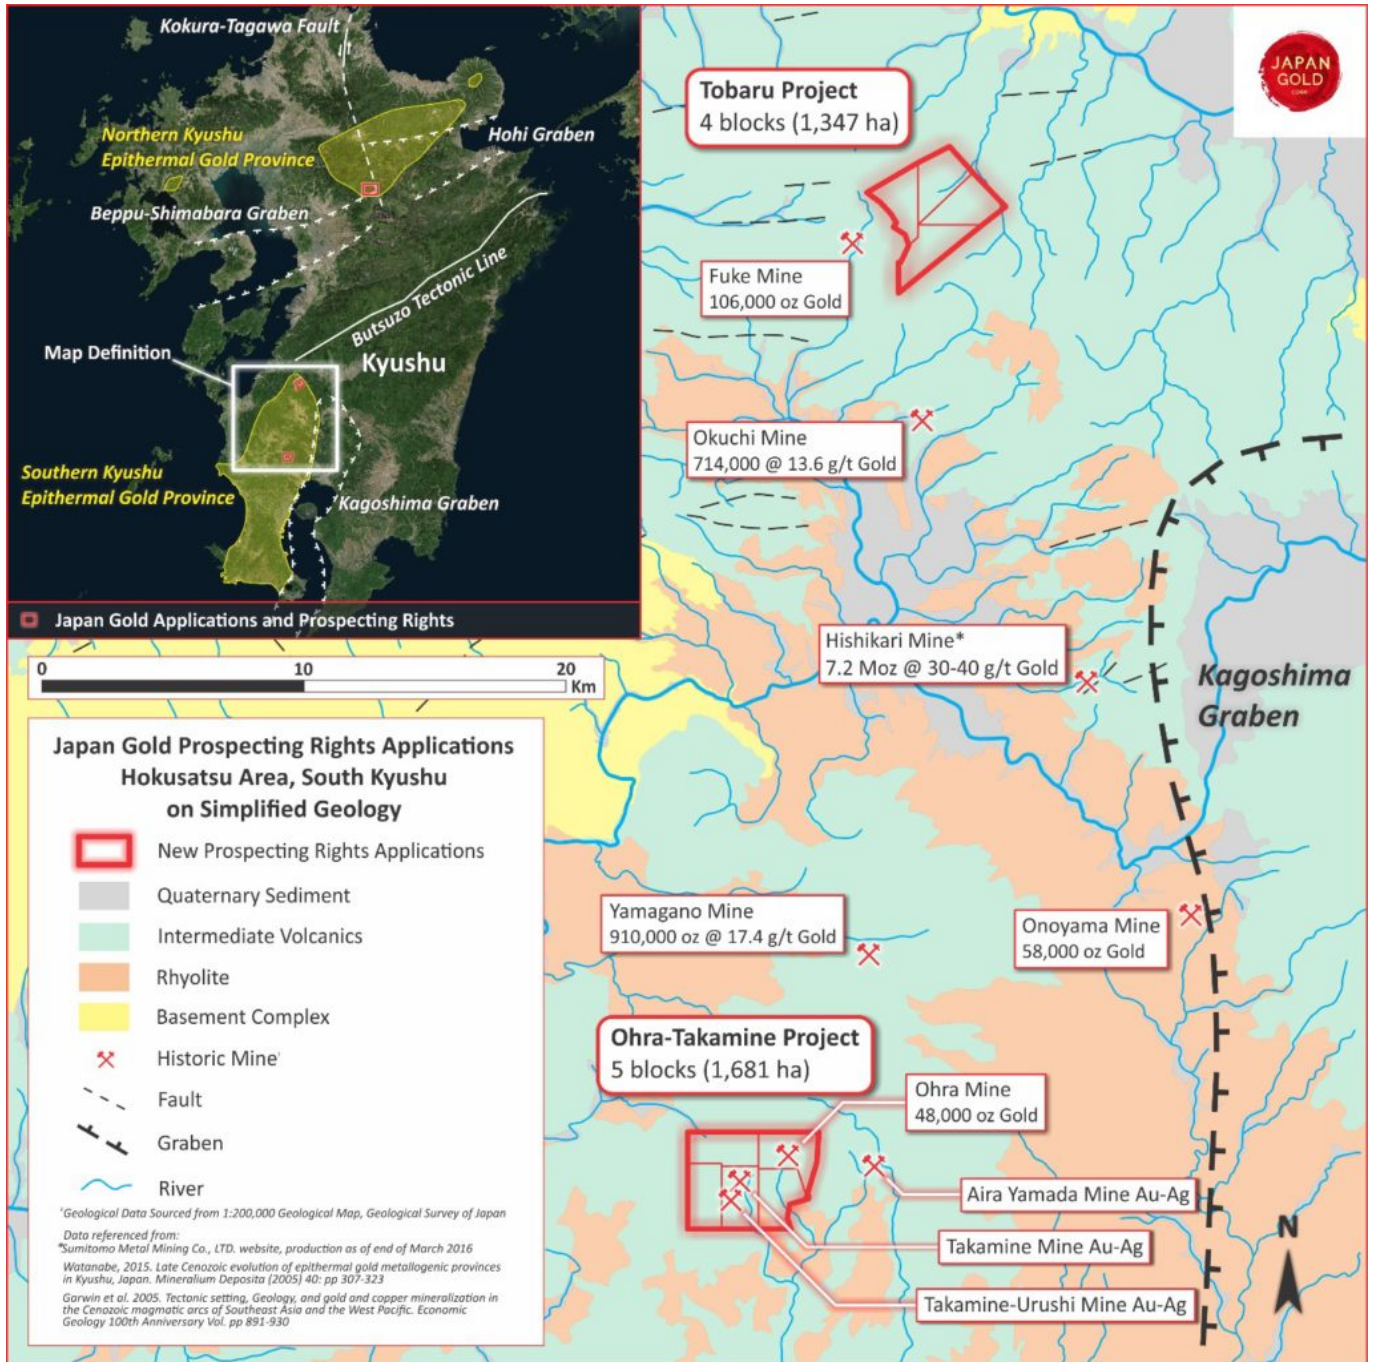 Kokura-Tagawa Fault
Northern Kyushu
Epithermal Gold Province
Hohi Graben
Beppu-Shimabara Graben
Butsuzo Tectonic Line
Map Definition
Kyushu
Southern Kyushu
Epithermal Gold Province
Kagoshima Graben
Japan Gold Applications and Prospecting Rights
JAPAN
GOLD
CORP
Tobaru Project
4 blocks (1,347 ha)
Fuke Mine
106,000 oz Gold
Okuchi Mine
714,000 @ 13.6 g/t Gold
Hishikari Mine*
7.2 Moz @ 30-40 g/t Gold
Kagoshima
Graben
0 10 20
Km
Japan Gold Prospecting Rights Applications
Hokusatsu Area, South Kyushu
on Simplified Geology
New Prospecting Rights Applications
Quaternary Sediment
Intermediate Volcanics
Rhyolite
Basement Complex
Historic Mine¹
Fault
Graben
River
¹Geological Data Sourced from 1:200,000 Geological Map, Geological Survey of Japan
Data referenced from:
*Sumitomo Metal Mining Co., LTD. website, production as of end of March 2016
Watanabe, 2015. Late Cenozoic evolution of epithermal gold metallogenic provinces
in Kyushu, Japan. Mineralium Deposita (2005) 40: pp 307-323
Garwin et al. 2005. Tectonic setting, Geology, and gold and copper mineralization in
the Cenozoic magmatic arcs of Southeast Asia and the West Pacific. Economic
Geology 100th Anniversary Vol. pp 891-930
Yamagano Mine
910,000 oz @ 17.4 g/t Gold
Onoyama Mine
58,000 oz Gold
Ohra-Takamine Project
5 blocks (1,681 ha)
Ohra Mine
48,000 oz Gold
Aira Yamada Mine Au-Ag
Takamine Mine Au-Ag
Takamine-Urushi Mine Au-Ag
N